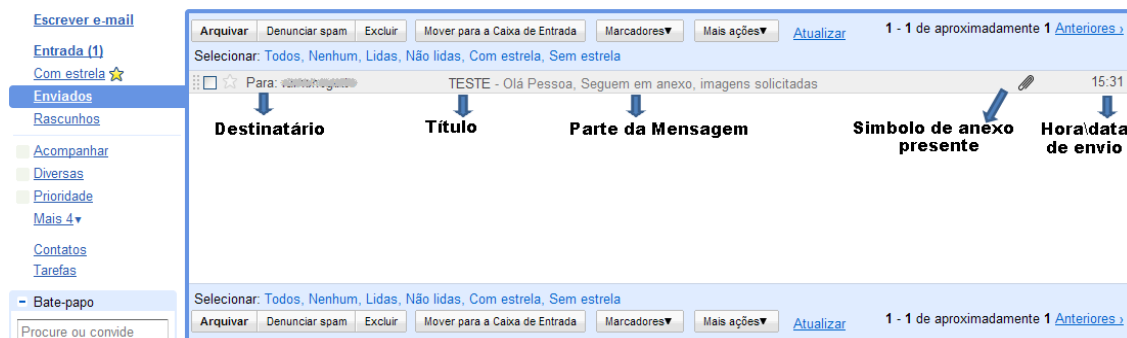 Escrever e-mail
Entrada (1)
Com estrela
Enviados
Rascunhos
Acompanhar
Diversas
Prioridade
Mais 4▾
Contatos
Tarefas
− Bate-papo
Procure ou convide
Arquivar Denunciar spam Excluir Mover para a Caixa de Entrada Marcadores▼ Mais ações▼ Atualizar 1 - 1 de aproximadamente 1 Anteriores ›
Selecionar: Todos, Nenhum, Lidas, Não lidas, Com estrela, Sem estrela
Para: TESTE - Olá Pessoa, Seguem em anexo, imagens solicitadas 15:31
Destinatário Título Parte da Mensagem Simbolo de anexo presente Hora\data de envio
Selecionar: Todos, Nenhum, Lidas, Não lidas, Com estrela, Sem estrela
Arquivar Denunciar spam Excluir Mover para a Caixa de Entrada Marcadores▼ Mais ações▼ Atualizar 1 - 1 de aproximadamente 1 Anteriores ›